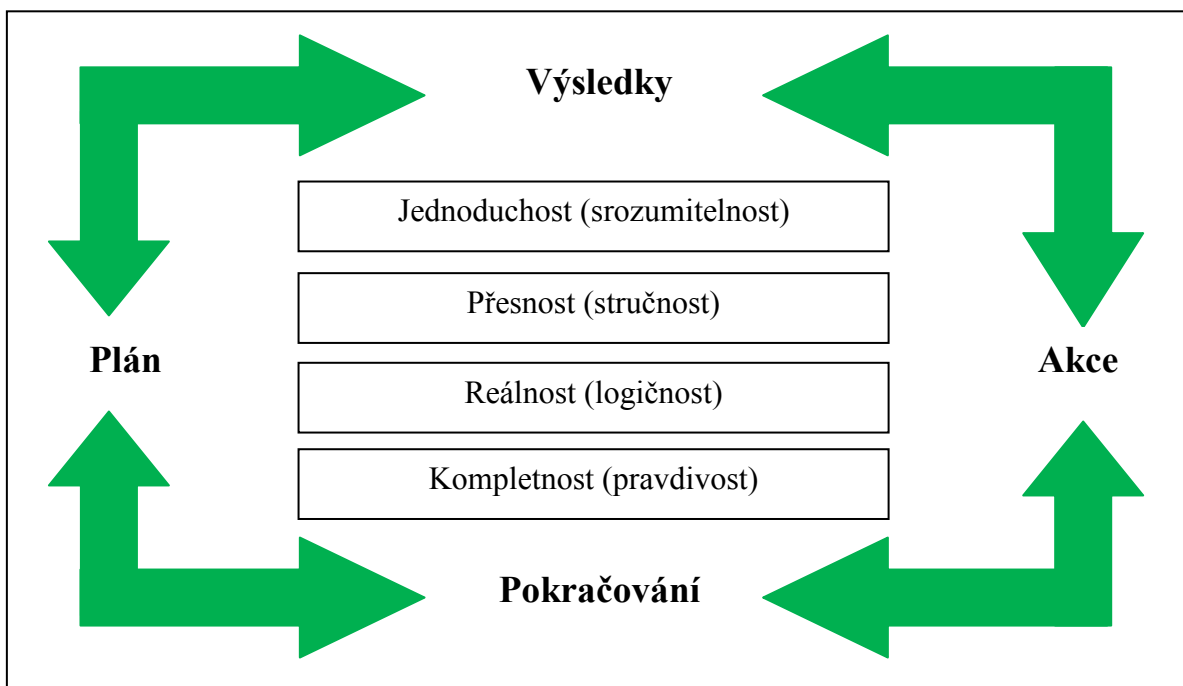 Výsledky
Jednoduchost (srozumitelnost)
Přesnost (stručnost)
Plán
Akce
Reálnost (logičnost)
Kompletnost (pravdivost)
Pokračování